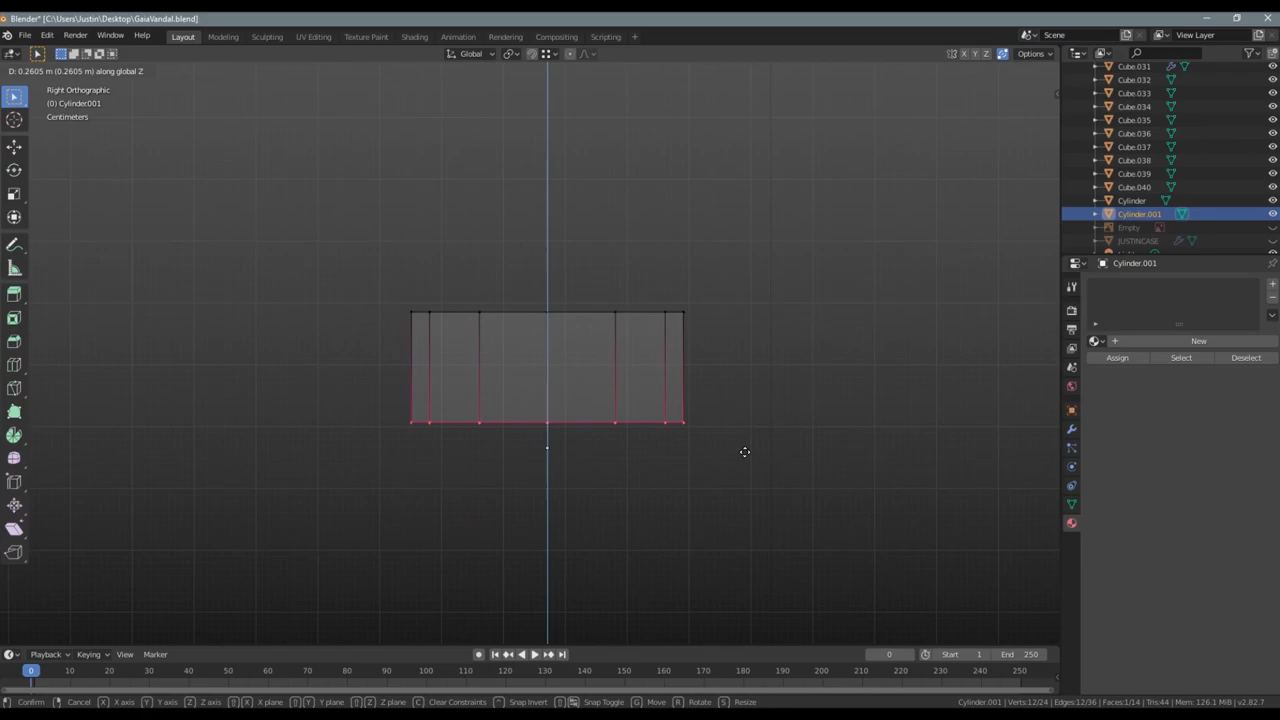 Blender* [C:\Users\Justin\Desktop\GaiaVandal.blend]
File Edit Render Window Help Layout Modeling Sculpting UV Editing Texture Paint Shading Animation Rendering Compositing Scripting + Scene View Layer
Global X Y Z Options
D: 0.2605 m (0.2605 m) along global Z
Right Orthographic
(0) Cylinder.001
Centimeters
Cube.031
Cube.032
Cube.033
Cube.034
Cube.035
Cube.036
Cube.037
Cube.038
Cube.039
Cube.040
Cylinder
Cylinder.001
Empty
JUSTINCASE
Cylinder.001
New
Assign Select Deselect
Playback Keying View Marker 0 Start 1 End 250
0 10 20 30 40 50 60 70 80 90 100 110 120 130 140 150 160 170 180 190 200 210 220 230 240 250
Confirm Cancel X X axis Y Y axis Z Z axis X X plane Y Y plane Z Z plane C Clear Constraints Snap Invert Snap Toggle G Move R Rotate S Resize Cylinder.001 | Verts:12/24 | Edges:12/36 | Faces:1/14 | Tris:44 | Mem: 126.1 MiB | v2.82.7